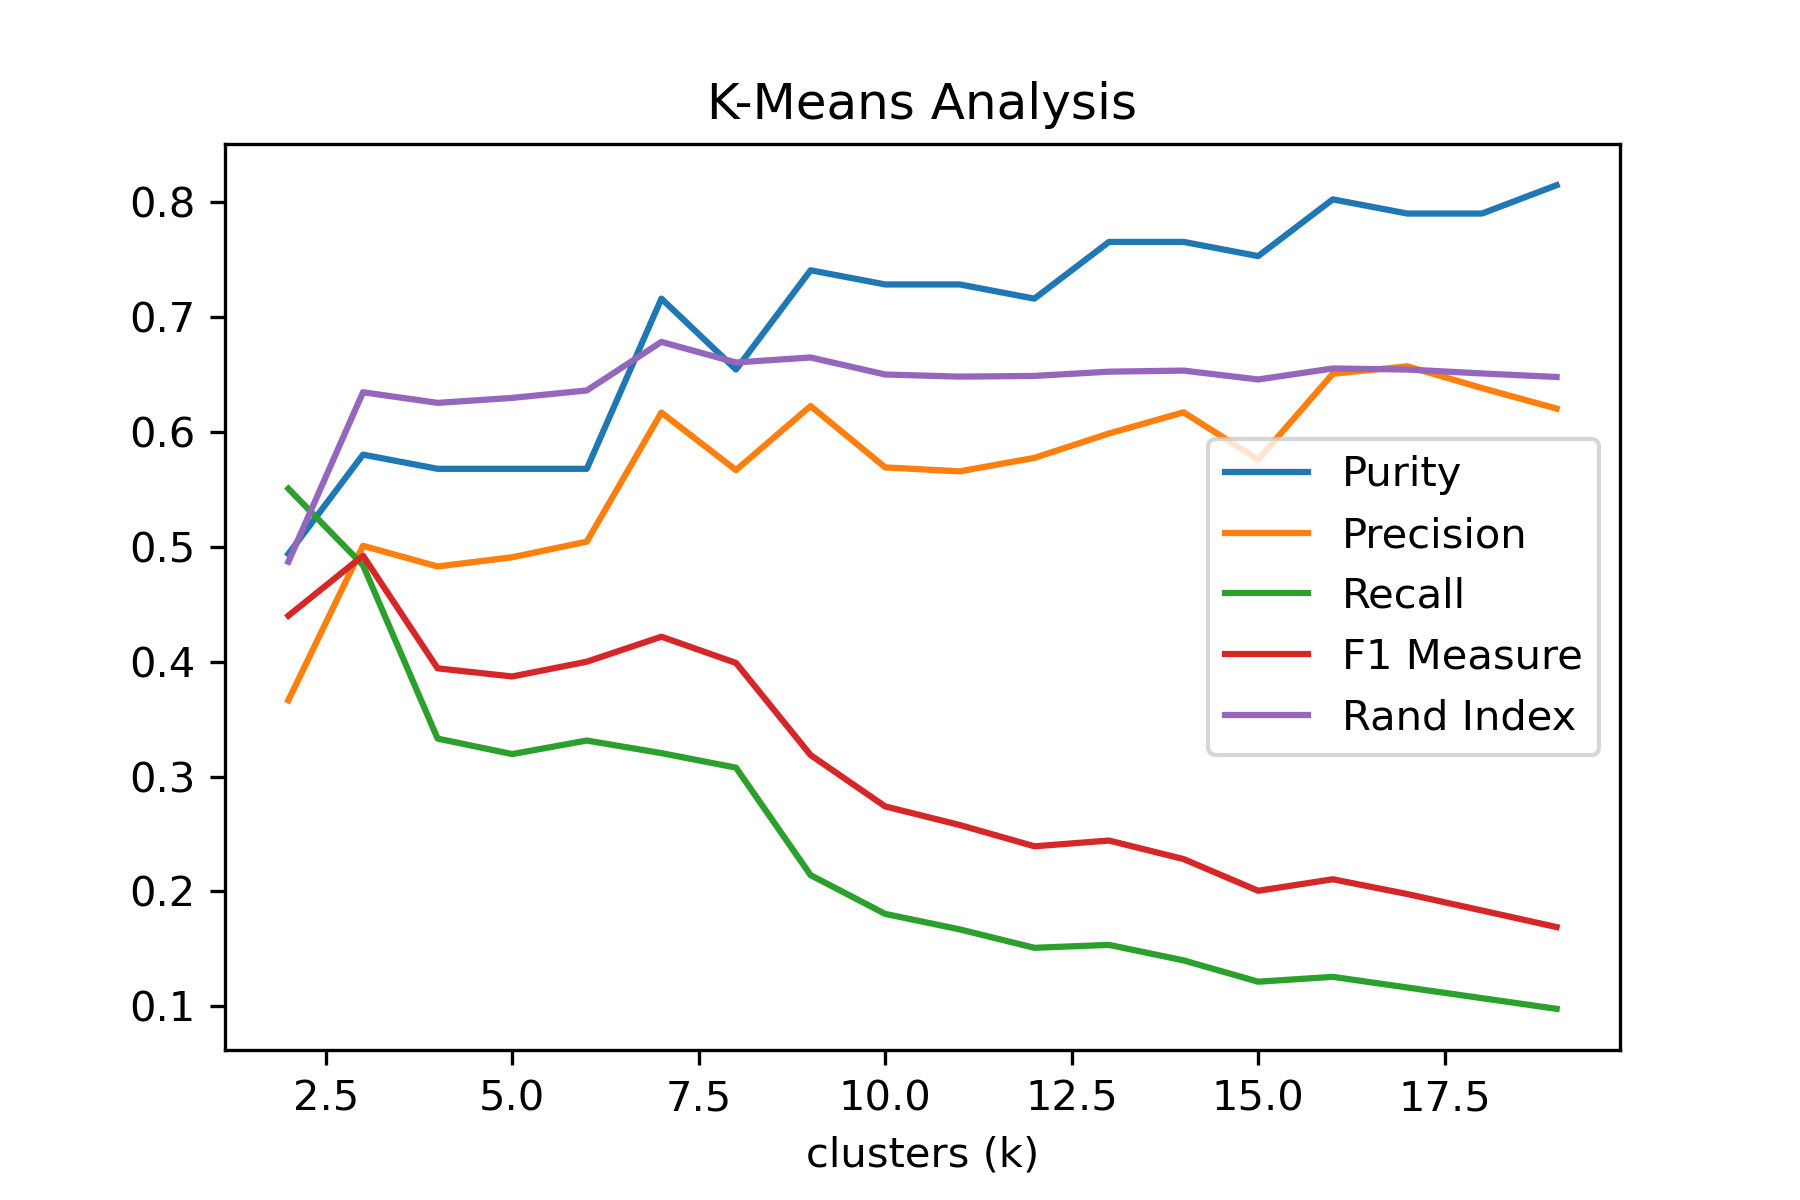 K-Means Analysis
0.8
0.7
0.6
0.5
0.4
0.3
0.2
0.1
Purity
Precision
Recall
F1 Measure
Rand Index
2.5 5.0 7.5 10.0 12.5 15.0 17.5
clusters (k)